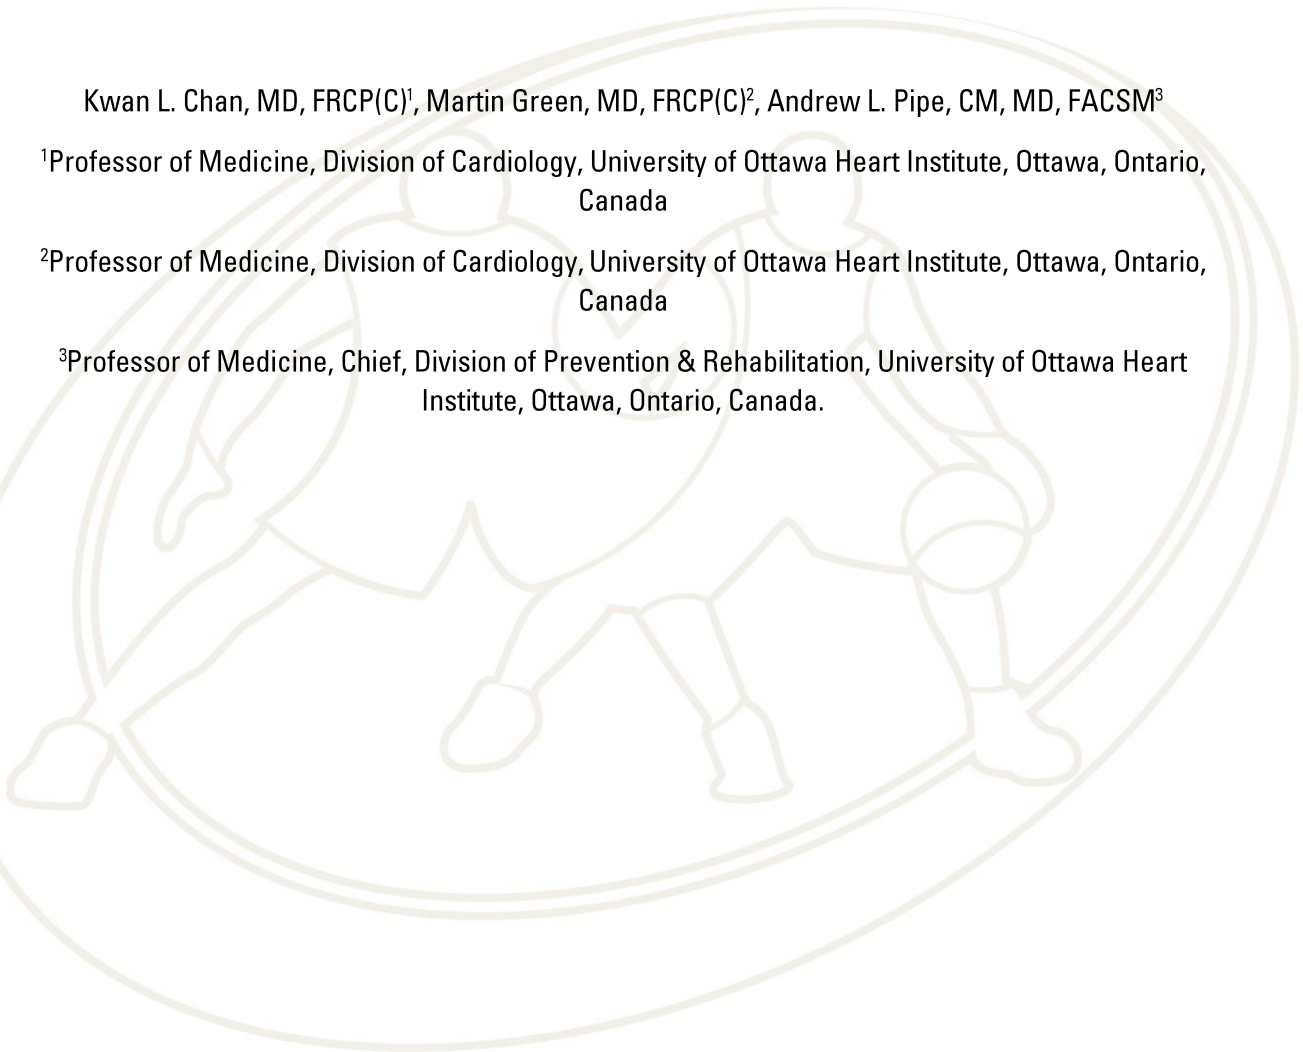 Kwan L. Chan, MD, FRCP(C)¹, Martin Green, MD, FRCP(C)², Andrew L. Pipe, CM, MD, FACSM³
¹Professor of Medicine, Division of Cardiology, University of Ottawa Heart Institute, Ottawa, Ontario,
Canada
²Professor of Medicine, Division of Cardiology, University of Ottawa Heart Institute, Ottawa, Ontario,
Canada
³Professor of Medicine, Chief, Division of Prevention & Rehabilitation, University of Ottawa Heart
Institute, Ottawa, Ontario, Canada.